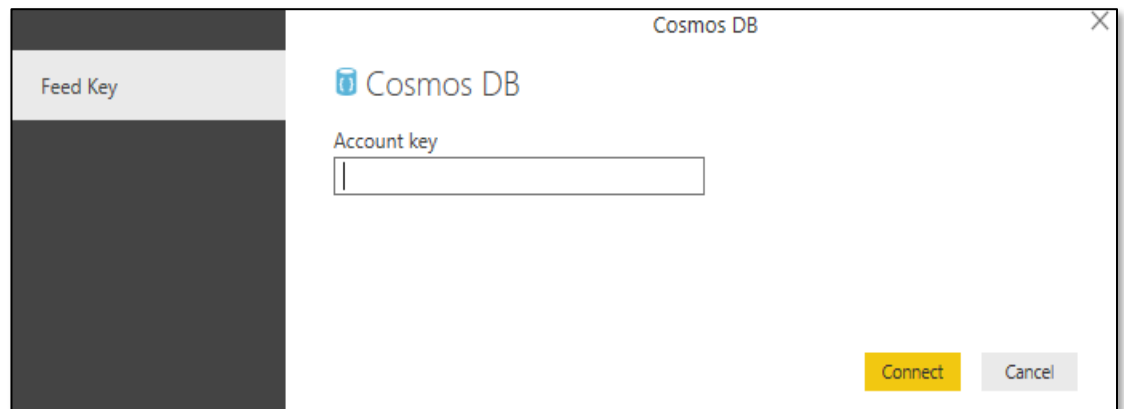 Cosmos DB
Feed Key
Cosmos DB
Account key
Connect Cancel